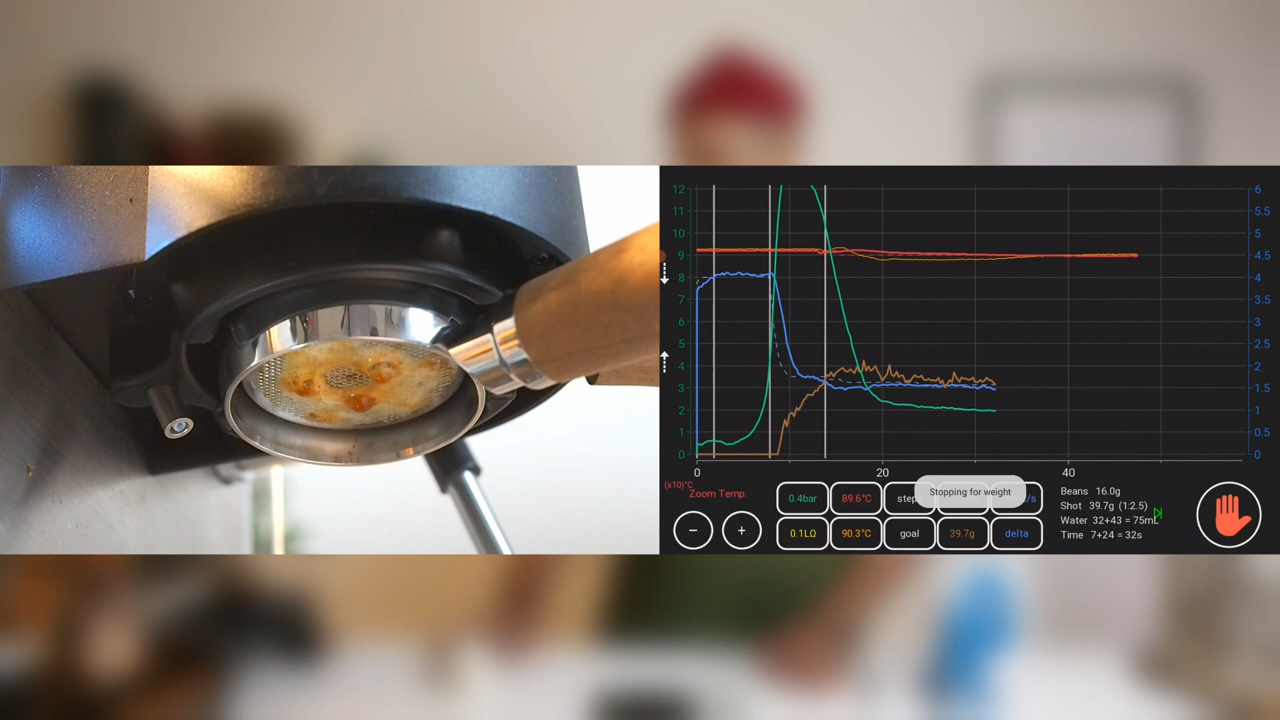 12
11
10
9
8
7
6
5
4
3
2
1
0
6
5.5
5
4.5
4
3.5
3
2.5
2
1.5
1
0.5
0
0 20 40
(x10)°C
Zoom Temp.
− +
0.4bar 89.6°C step /s
Stopping for weight
0.1LΩ 90.3°C goal 39.7g delta
Beans 16.0g
Shot 39.7g (1:2.5)
Water 32+43 = 75mL
Time 7+24 = 32s